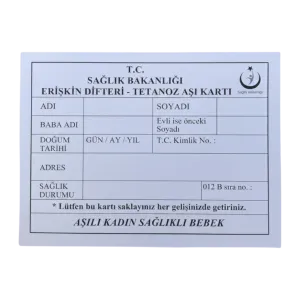 T.C.
SAĞLIK BAKANLIĞI
ERİŞKİN DİFTERİ - TETANOZ AŞI KARTI
ADI
SOYADI
BABA ADI
Evli ise önceki
Soyadı
DOĞUM
TARİHİ
GÜN / AY / YIL
T.C. Kimlik No. :
ADRES
SAĞLIK
DURUMU
012 B sıra no. :
* Lütfen bu kartı saklayınız her gelişinizde getiriniz.
AŞILI KADIN SAĞLIKLI BEBEK